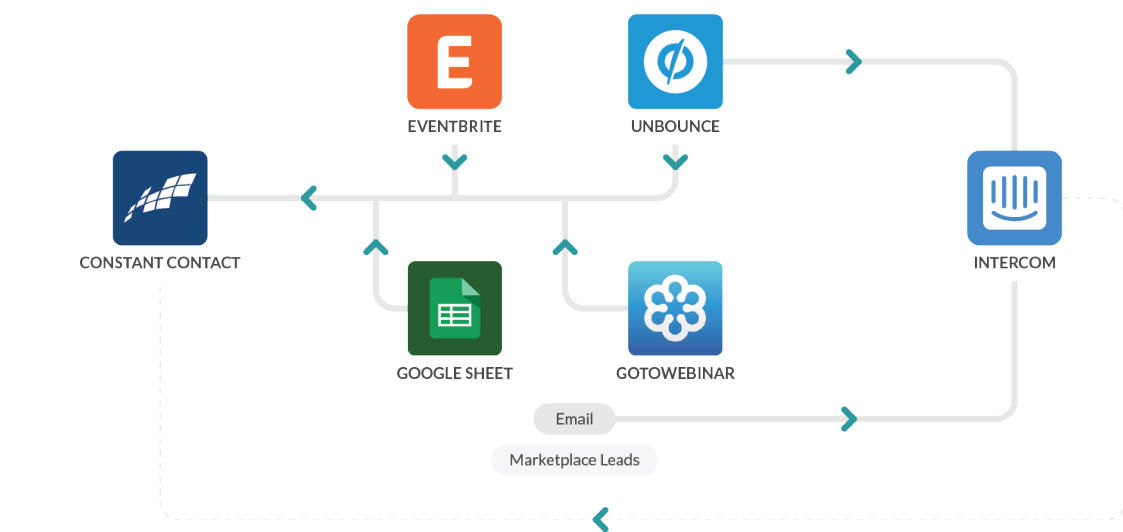 E
EVENTBRITE
UNBOUNCE
CONSTANT CONTACT
INTERCOM
GOOGLE SHEET
GOTOWEBINAR
Email
Marketplace Leads